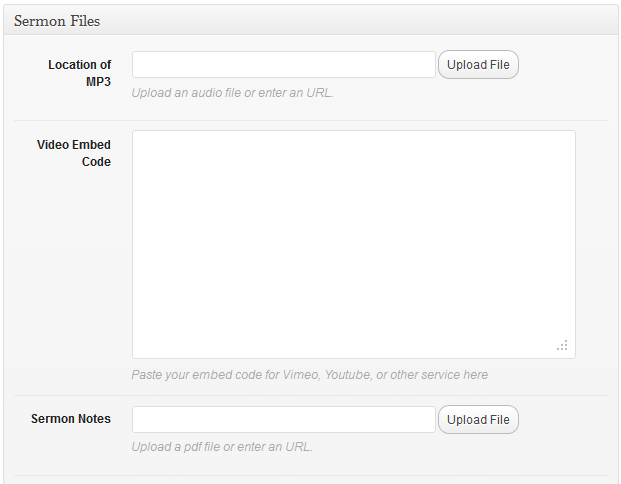 Sermon Files
Location of
MP3
Upload File
Upload an audio file or enter an URL.
Video Embed
Code
Paste your embed code for Vimeo, Youtube, or other service here
Sermon Notes
Upload File
Upload a pdf file or enter an URL.